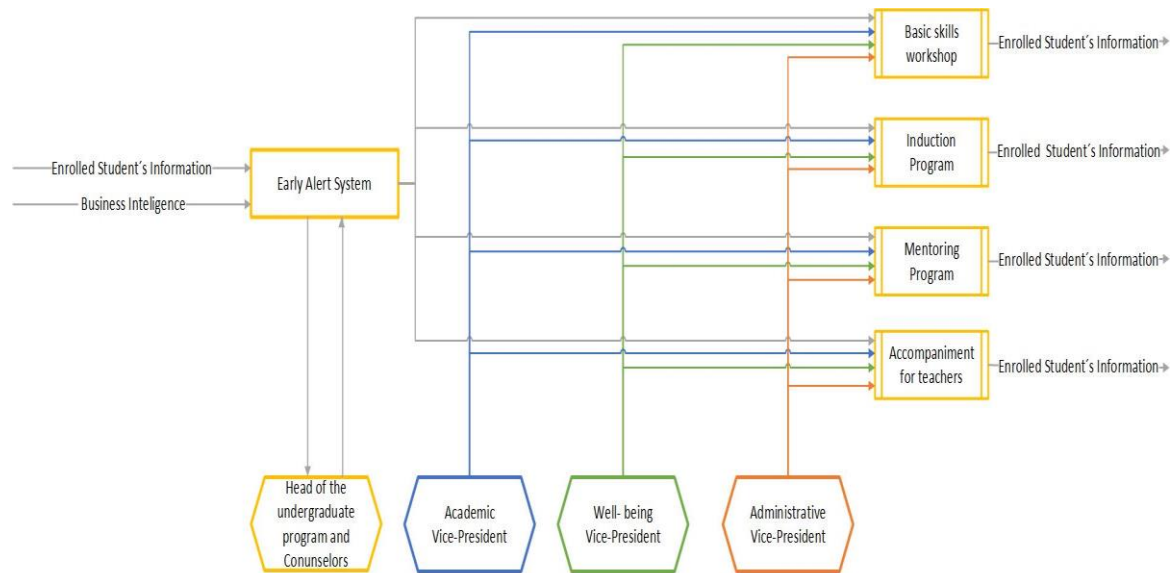 Basic skills
workshop
Enrolled Student´s Information
Induction
Program
Enrolled  Student´s Information
Enrolled Student´s Information
Business Inteligence
Early Alert System
Mentoring
Program
Enrolled Student´s Information
Accompaniment
for teachers
Enrolled Student´s Information
Head of the
undergraduate
program and
Conunselors
Academic
Vice-President
Well- being
Vice-President
Administrative
Vice-President